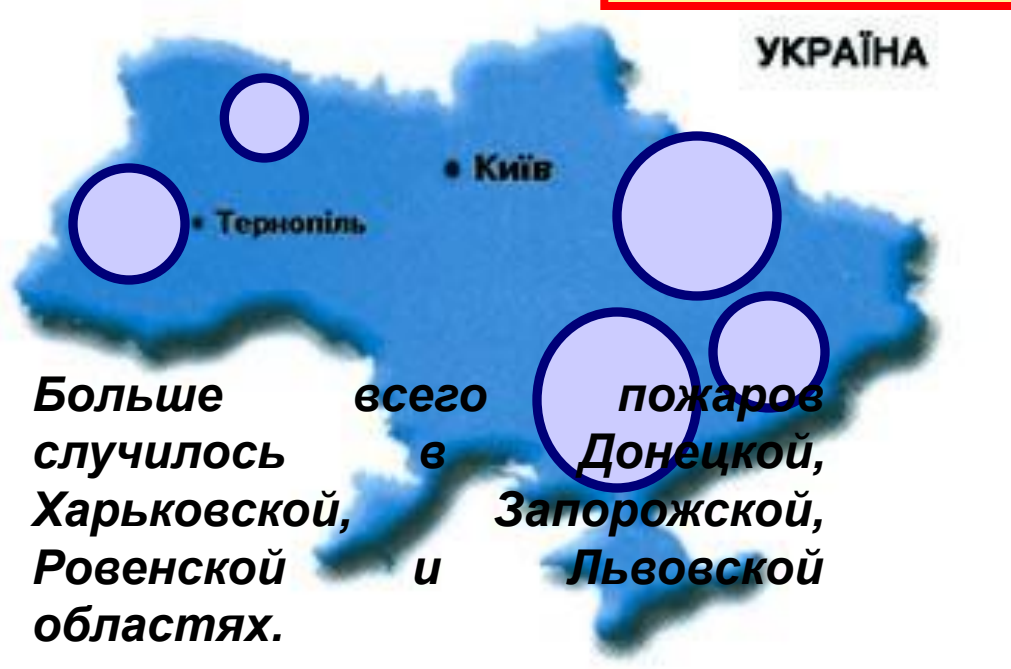 УКРАЇНА
Київ
Тернопіль
Больше всего пожаров
случилось в Донецкой,
Харьковской, Запорожской,
Ровенской и Львовской
областях.